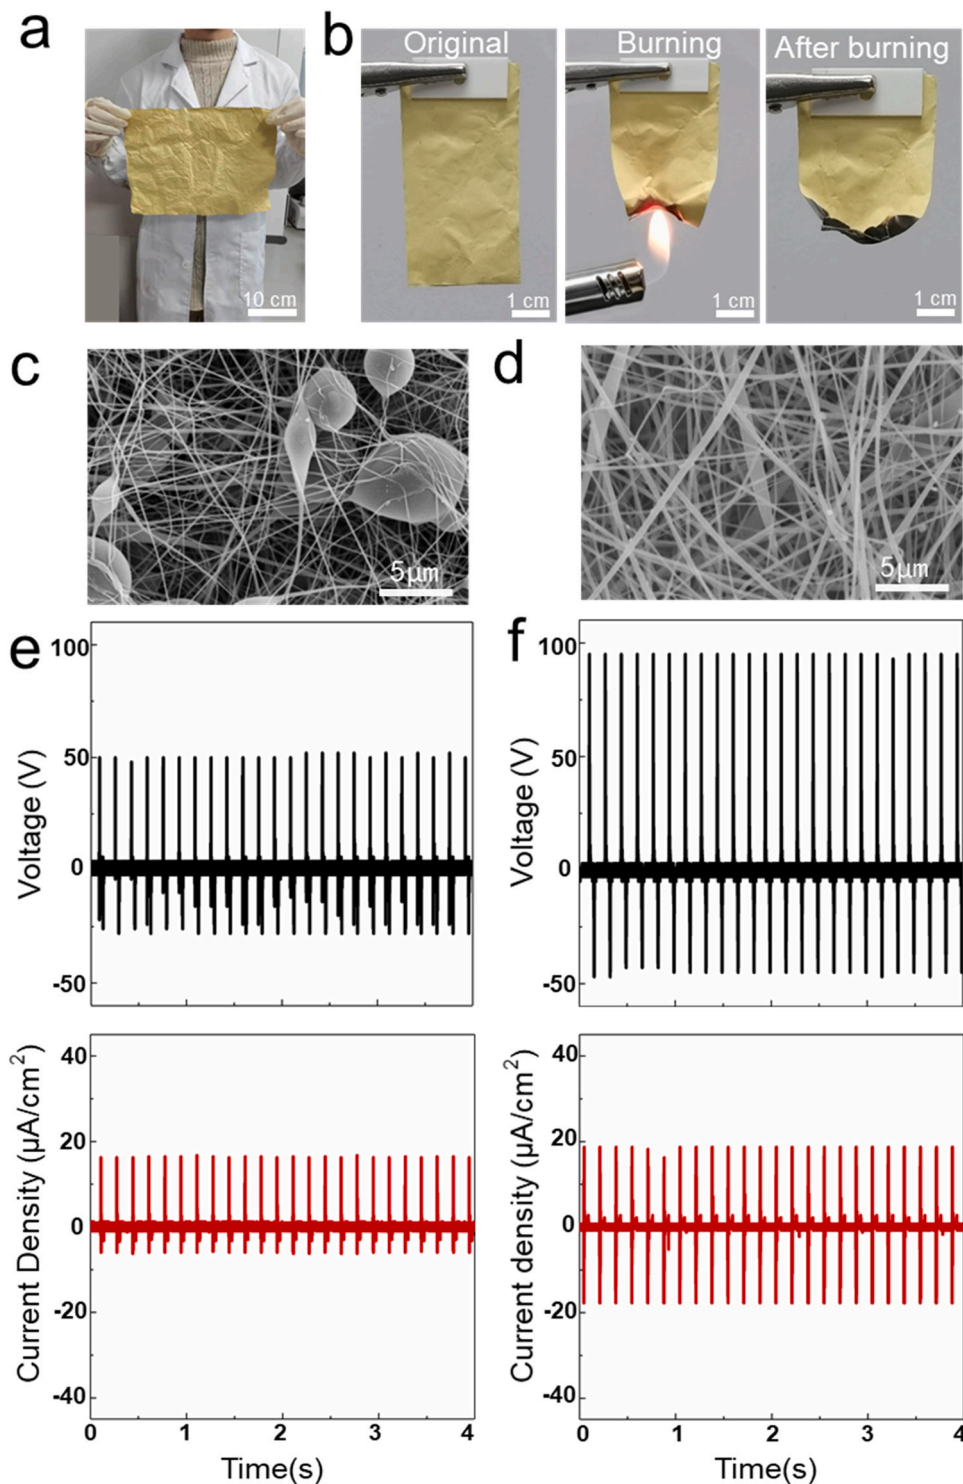 a
b
Original
Burning
After burning
10 cm
1 cm
1 cm
1 cm
c
d
5μm
5μm
e
f
100
50
0
-50
Voltage (V)
100
50
0
-50
Voltage (V)
40
20
0
-20
-40
Current Density (μA/cm²)
0 1 2 3 4
Time(s)
40
20
0
-20
-40
Current density (μA/cm²)
0 1 2 3 4
Time(s)